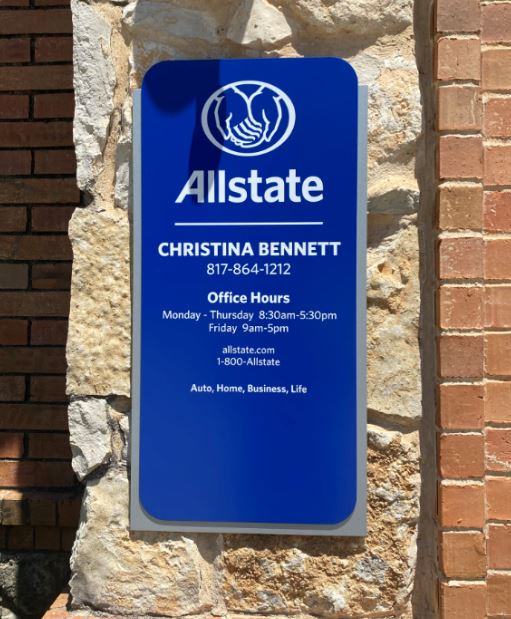 Allstate
CHRISTINA BENNETT
817-864-1212
Office Hours
Monday - Thursday 8:30am-5:30pm
Friday 9am-5pm
allstate.com
1-800-Allstate
Auto, Home, Business, Life